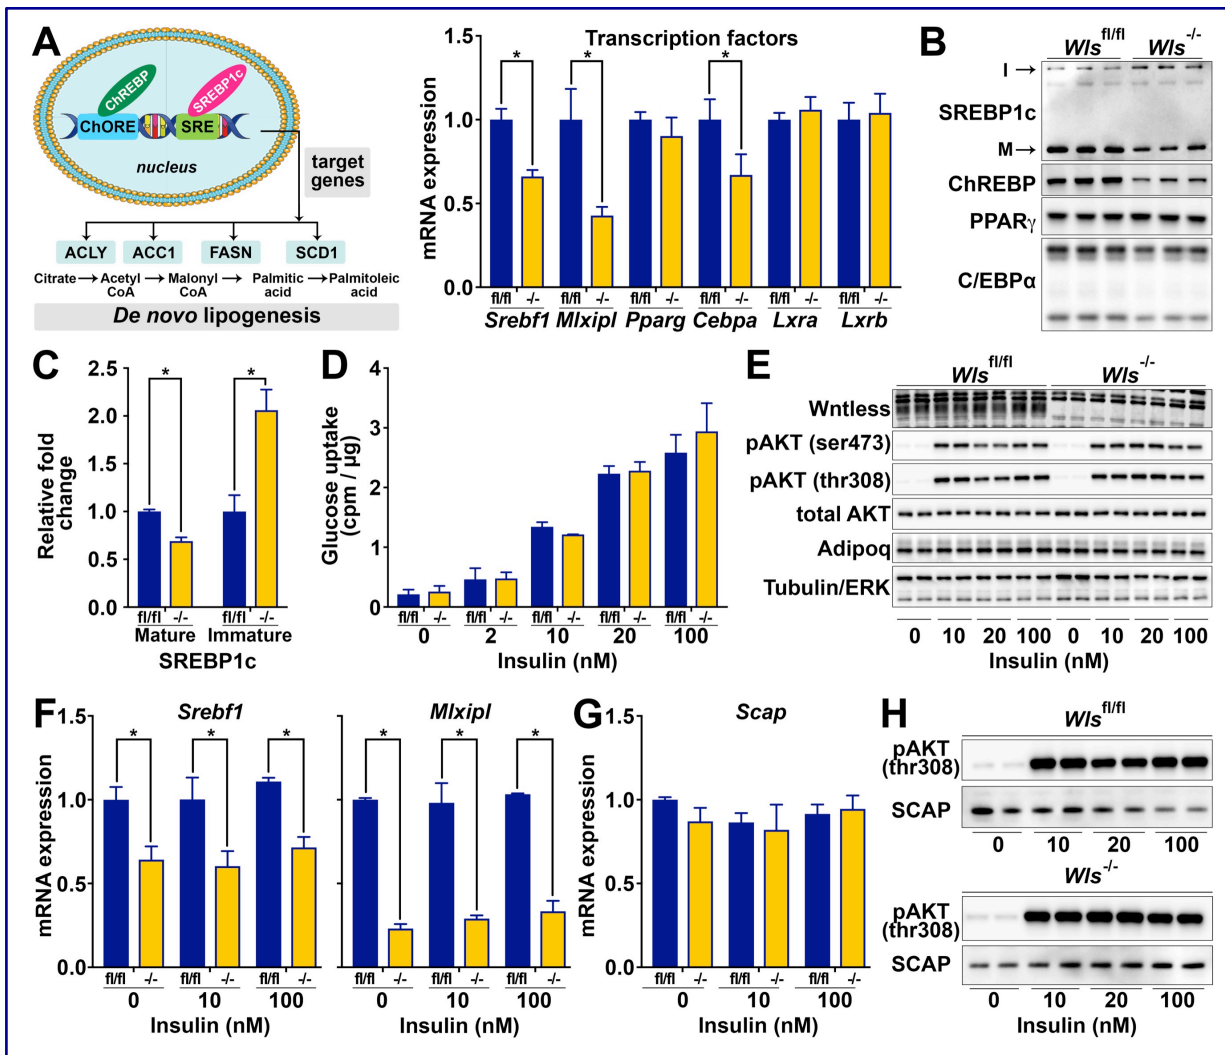 A
ChREBP
SREBP1c
ChORE
SRE
nucleus
target
genes
ACLY ACC1 FASN SCD1
Citrate Acetyl CoA Malonyl CoA Palmitic acid Palmitoleic acid
De novo lipogenesis
Transcription factors
mRNA expression
1.5
1.0
0.5
0.0
* * *
fl/fl -/- fl/fl -/- fl/fl -/- fl/fl -/- fl/fl -/- fl/fl -/-
Srebf1 Mlxipl Pparg Cebpa Lxra Lxrb
B
Wls fl/fl Wls -/-
I
SREBP1c
M
ChREBP
PPARγ
C/EBPα
C
Relative fold
change
2.5
2.0
1.5
1.0
0.5
0.0
* *
fl/fl -/- fl/fl -/-
Mature Immature
SREBP1c
D
Glucose uptake
(cpm / µg)
4
3
2
1
0
fl/fl -/- fl/fl -/- fl/fl -/- fl/fl -/- fl/fl -/-
0 2 10 20 100
Insulin (nM)
E
Wls fl/fl Wls -/-
Wntless
pAKT (ser473)
pAKT (thr308)
total AKT
Adipoq
Tubulin/ERK
0 10 20 100 0 10 20 100
Insulin (nM)
F
Srebf1
mRNA expression
1.5
1.0
0.5
0.0
* * *
fl/fl -/- fl/fl -/- fl/fl -/-
0 10 100
Insulin (nM)
Mlxipl
* * *
fl/fl -/- fl/fl -/- fl/fl -/-
0 10 100
Insulin (nM)
G
Scap
mRNA expression
1.5
1.0
0.5
0.0
fl/fl -/- fl/fl -/- fl/fl -/-
0 10 100
Insulin (nM)
H
Wls fl/fl
pAKT
(thr308)
SCAP
0 10 20 100
Wls -/-
pAKT
(thr308)
SCAP
0 10 20 100
Insulin (nM)